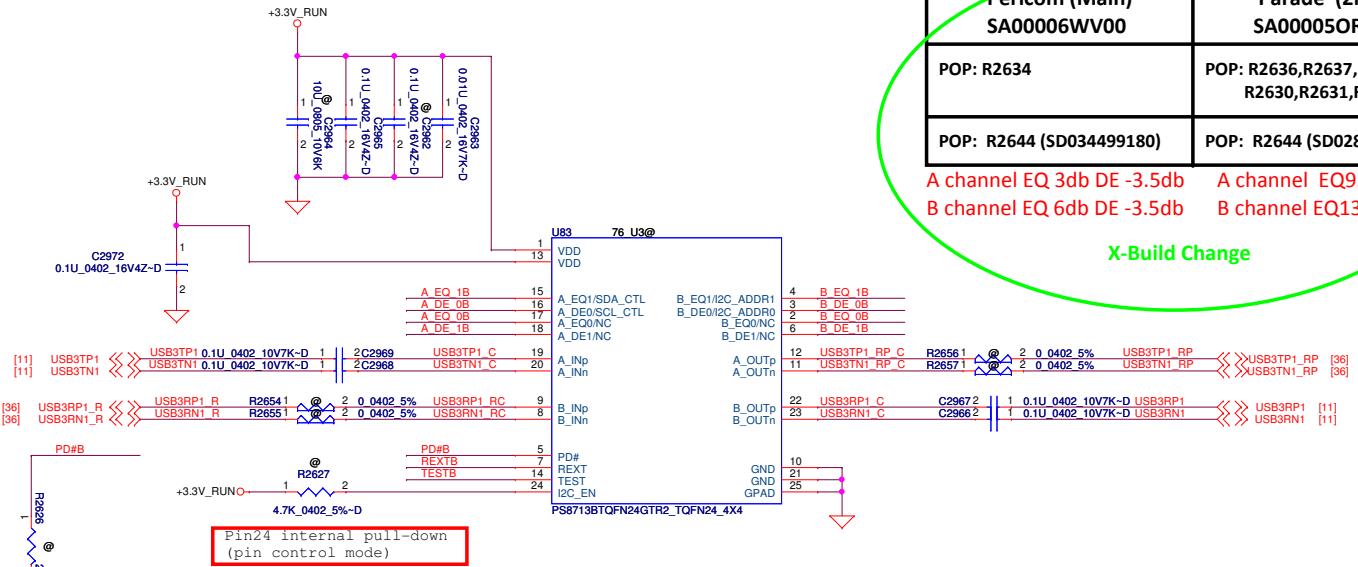 +3.3V_RUN
Pericom (Main)
SA00006WV00
POP: R2634
POP: R2636,R2637,
R2630,R2631,
POP: R2644 (SD034499180)
POP: R2644 (SD028
A channel EQ 3db DE -3.5db
A channel EQ9
B channel EQ 6db DE -3.5db
B channel EQ13
X-Build Change
1
@
2
C2964
10U_0805_10V6K
1
2
C2965
0.1U_0402_16V4Z~D
1
@
2
C2962
0.1U_0402_16V4Z~D
1
2
C2963
0.01U_0402_16V7K~D
+3.3V_RUN
C2972
0.1U_0402_16V4Z~D
1
2
U83
76_U3@
1 VDD
13 VDD
A_EQ_1B 15 A_EQ1/SDA_CTL
A_DE_0B 16 A_DE0/SCL_CTL
A_EQ_0B 17 A_EQ0/NC
A_DE_1B 18 A_DE1/NC
B_EQ1/I2C_ADDR1 4 B_EQ_1B
B_DE0/I2C_ADDR0 3 B_DE_0B
B_EQ0/NC 2 B_EQ_0B
B_DE1/NC 6 B_DE_1B
[11] USB3TP1 USB3TP1 0.1U_0402_10V7K~D 1 2 C2969 USB3TP1_C 19 A_INp
[11] USB3TN1 USB3TN1 0.1U_0402_10V7K~D 1 2 C2968 USB3TN1_C 20 A_INn
A_OUTp 12 USB3TP1_RP_C R2656 1 @ 2 0_0402_5% USB3TP1_RP USB3TP1_RP [36]
A_OUTn 11 USB3TN1_RP_C R2657 1 @ 2 0_0402_5% USB3TN1_RP USB3TN1_RP [36]
[36] USB3RP1_R USB3RP1_R R2654 1 @ 2 0_0402_5% USB3RP1_RC 9 B_INp
[36] USB3RN1_R USB3RN1_R R2655 1 @ 2 0_0402_5% USB3RN1_RC 8 B_INn
B_OUTp 22 USB3RP1_C C2967 2 1 0.1U_0402_10V7K~D USB3RP1 USB3RP1 [11]
B_OUTn 23 USB3RN1_C C2966 2 1 0.1U_0402_10V7K~D USB3RN1 USB3RN1 [11]
PD#B
PD#B 5 PD#
REXTB 7 REXT
TESTB 14 TEST
24 I2C_EN
GND 10
GND 21
GPAD 25
+3.3V_RUN
@
R2627
1 2
4.7K_0402_5%~D
PS8713BTQFN24GTR2_TQFN24_4X4
Pin24 internal pull-down
(pin control mode)
R2626
1
@